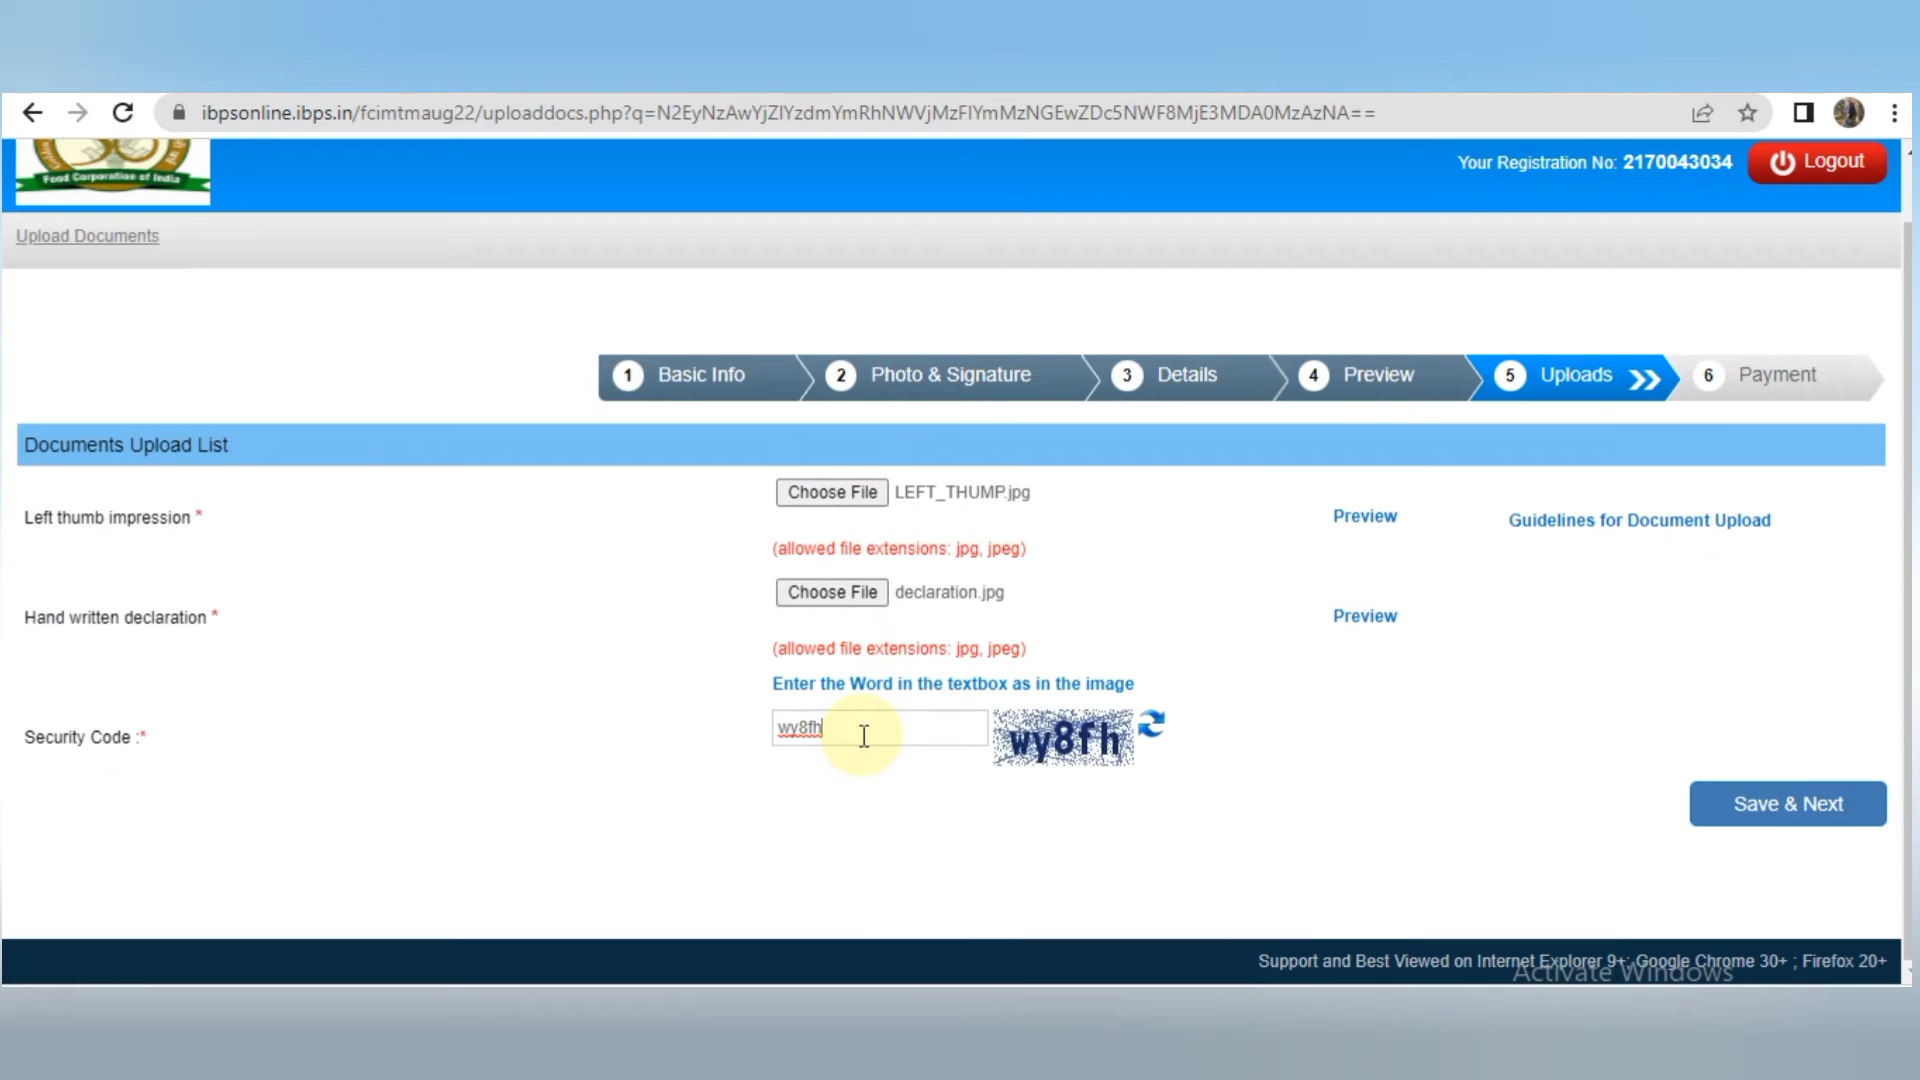 ibpsonline.ibps.in/fcimtmaug22/uploaddocs.php?q=N2EyNzAwYjZlYzdmYmRhNWVjMzFlYmMzNGEwZDc5NWF8MjE3MDA0MzAzNA==
Food Corporation of India
Your Registration No: 2170043034
Logout
Upload Documents
1 Basic Info
2 Photo & Signature
3 Details
4 Preview
5 Uploads
6 Payment
Documents Upload List
Left thumb impression *
Choose File LEFT_THUMP.jpg
(allowed file extensions: jpg, jpeg)
Preview
Guidelines for Document Upload
Hand written declaration *
Choose File declaration.jpg
(allowed file extensions: jpg, jpeg)
Preview
Enter the Word in the textbox as in the image
Security Code :*
wy8fh
wy8fh
Save & Next
Support and Best Viewed on Internet Explorer 9+; Google Chrome 30+ ; Firefox 20+
Activate Windows